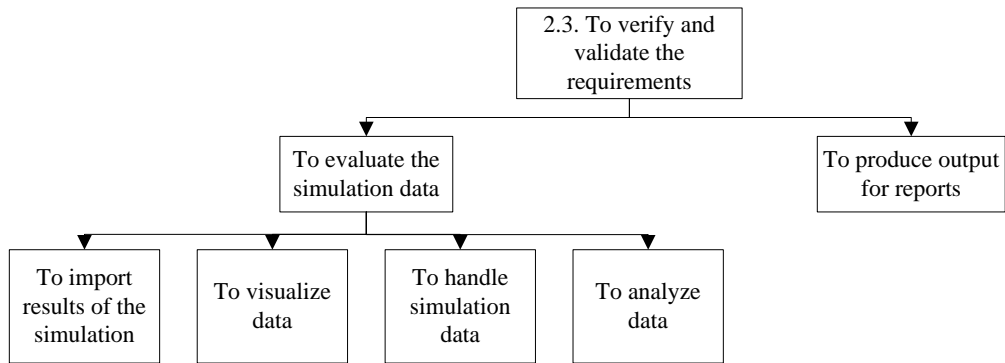 2.3. To verify and
validate the
requirements
To evaluate the
simulation data
To produce output
for reports
To import
results of the
simulation
To visualize
data
To handle
simulation
data
To analyze
data